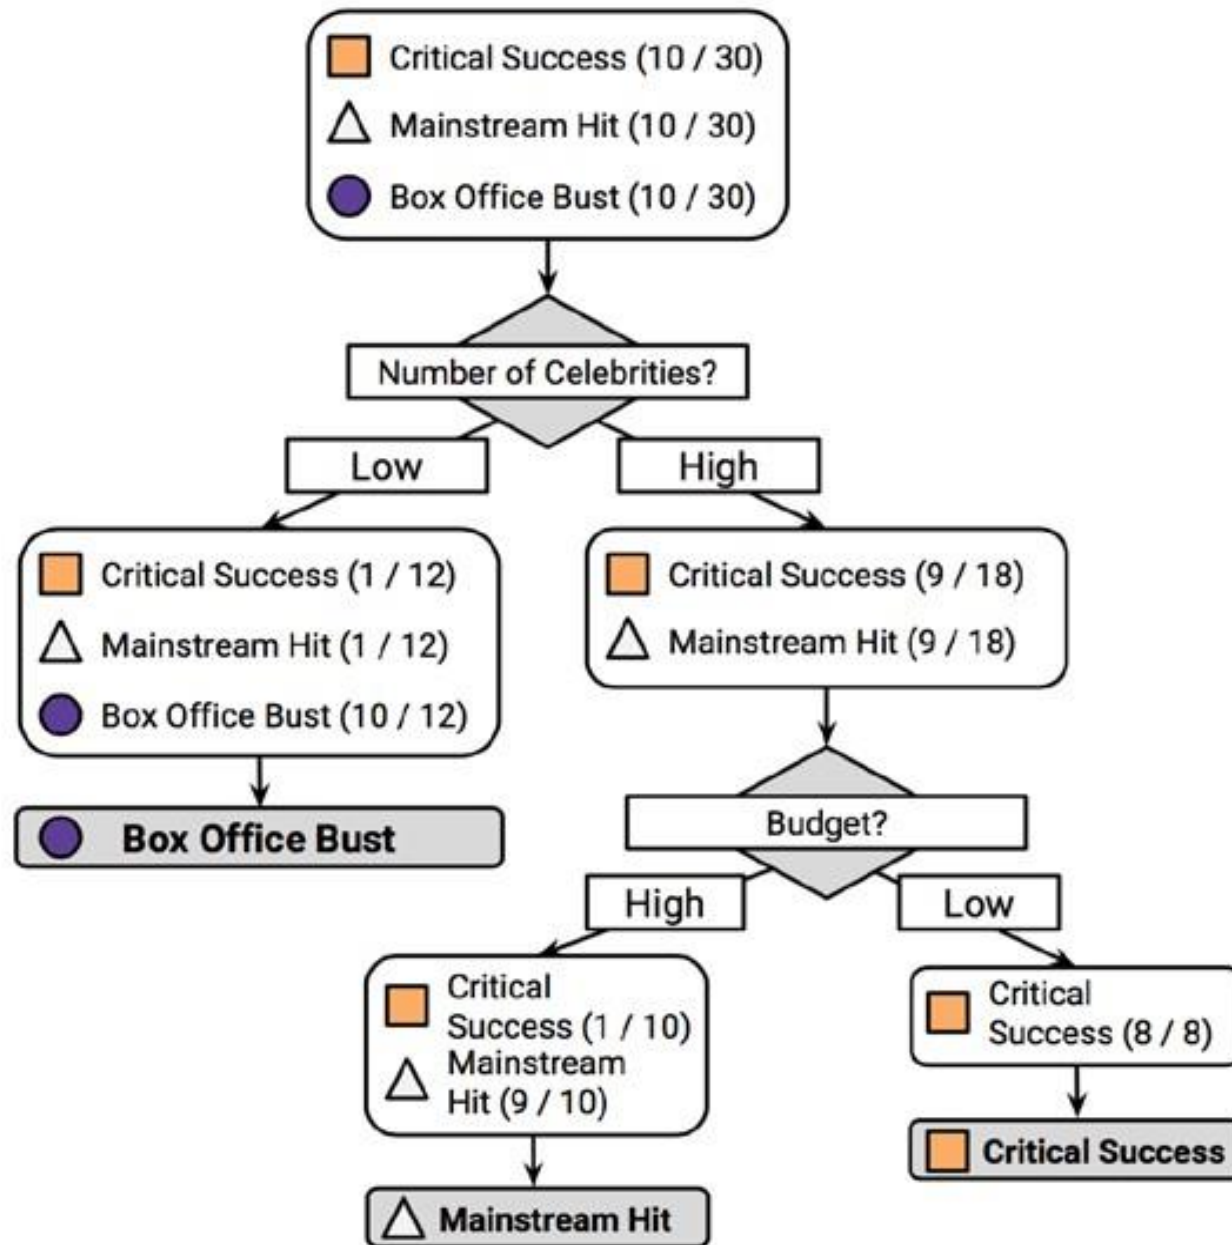 Critical Success (10 / 30)
Mainstream Hit (10 / 30)
Box Office Bust (10 / 30)
Number of Celebrities?
Low
High
Critical Success (1 / 12)
Mainstream Hit (1 / 12)
Box Office Bust (10 / 12)
Critical Success (9 / 18)
Mainstream Hit (9 / 18)
Box Office Bust
Budget?
High
Low
Critical
Success (1 / 10)
Mainstream
Hit (9 / 10)
Critical
Success (8 / 8)
Critical Success
Mainstream Hit